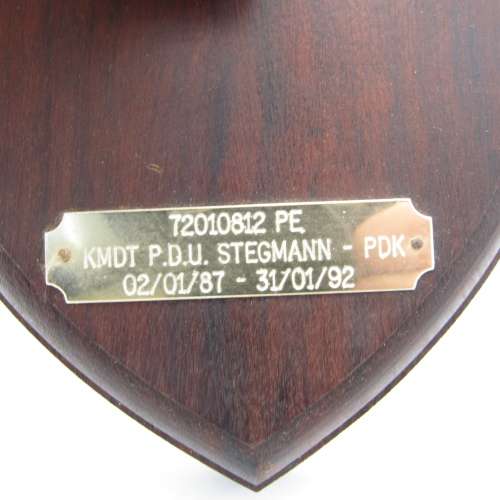 72010812 PE
KMDT P.D.U. STEGMANN - PDK
02/01/87 - 31/01/92